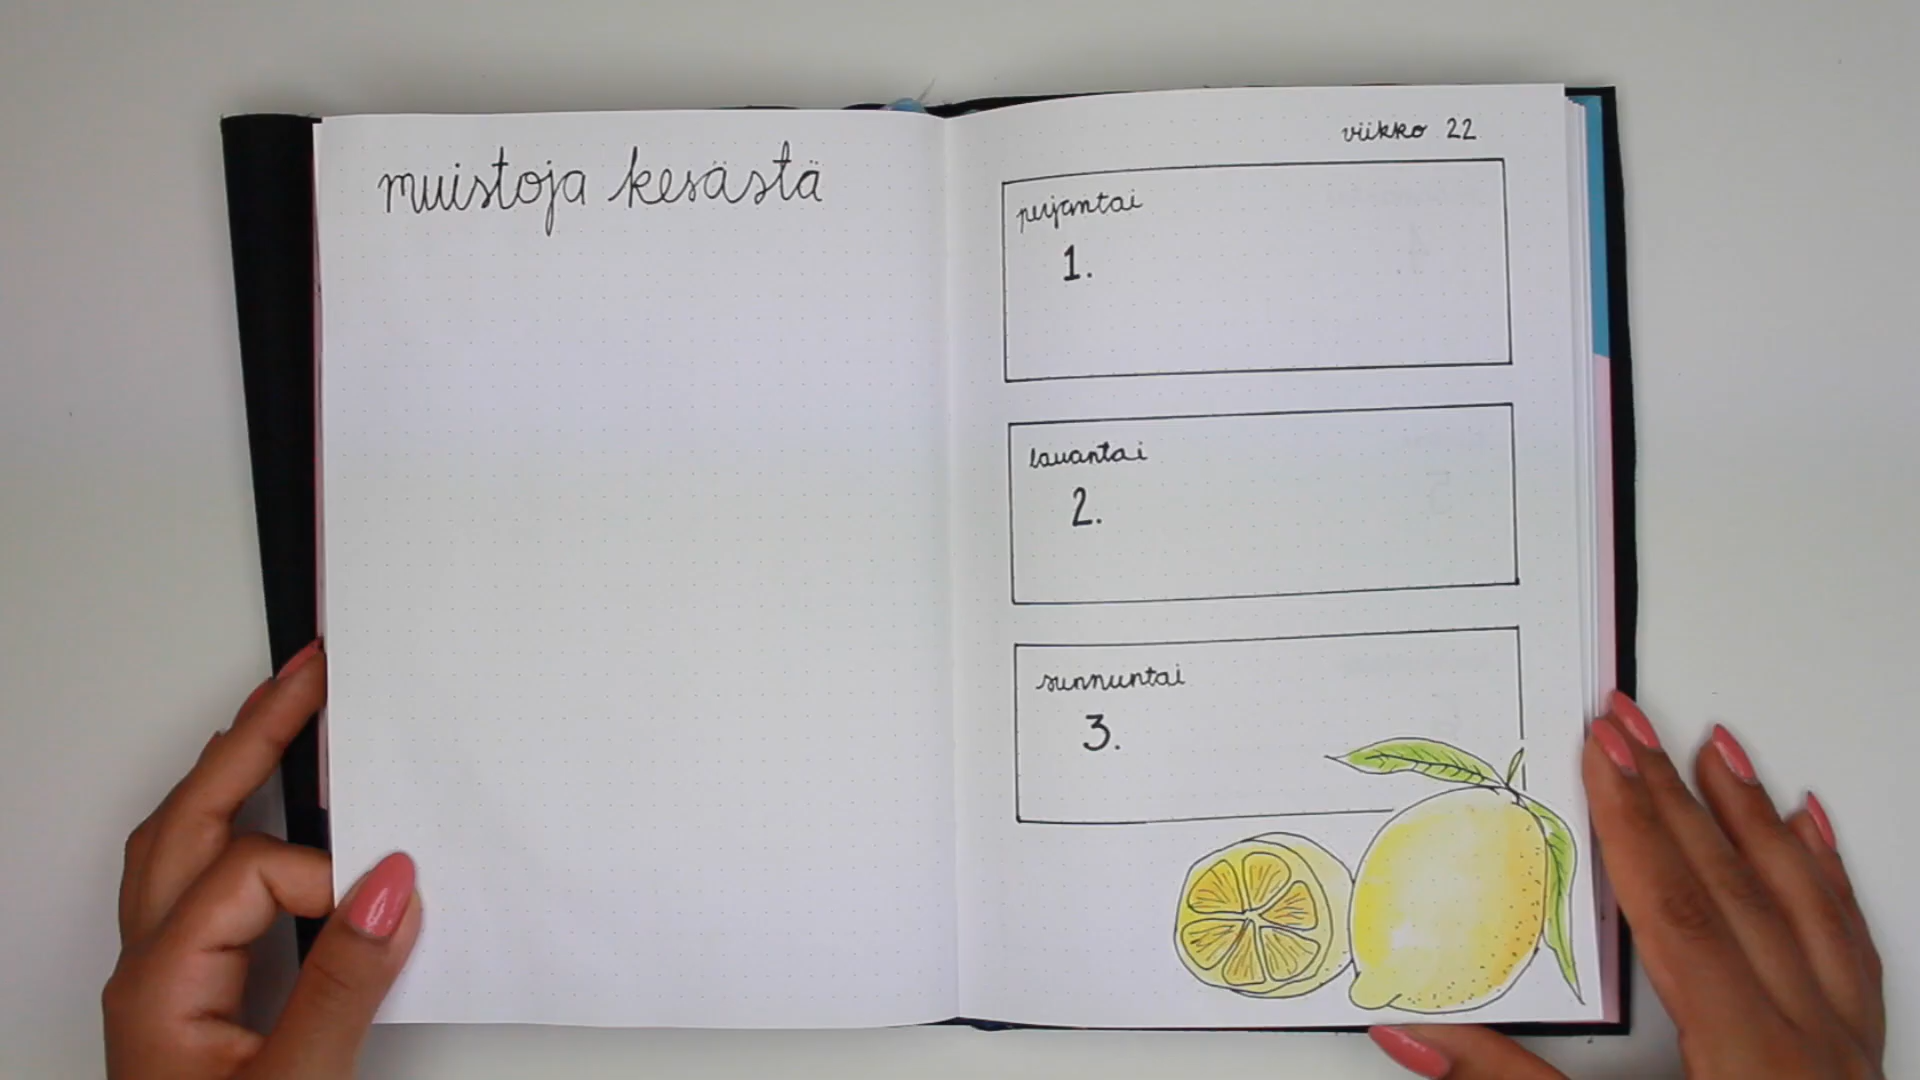 muistoja kesästä
viikko 22
perjantai
1.
lauantai
2.
sunnuntai
3.